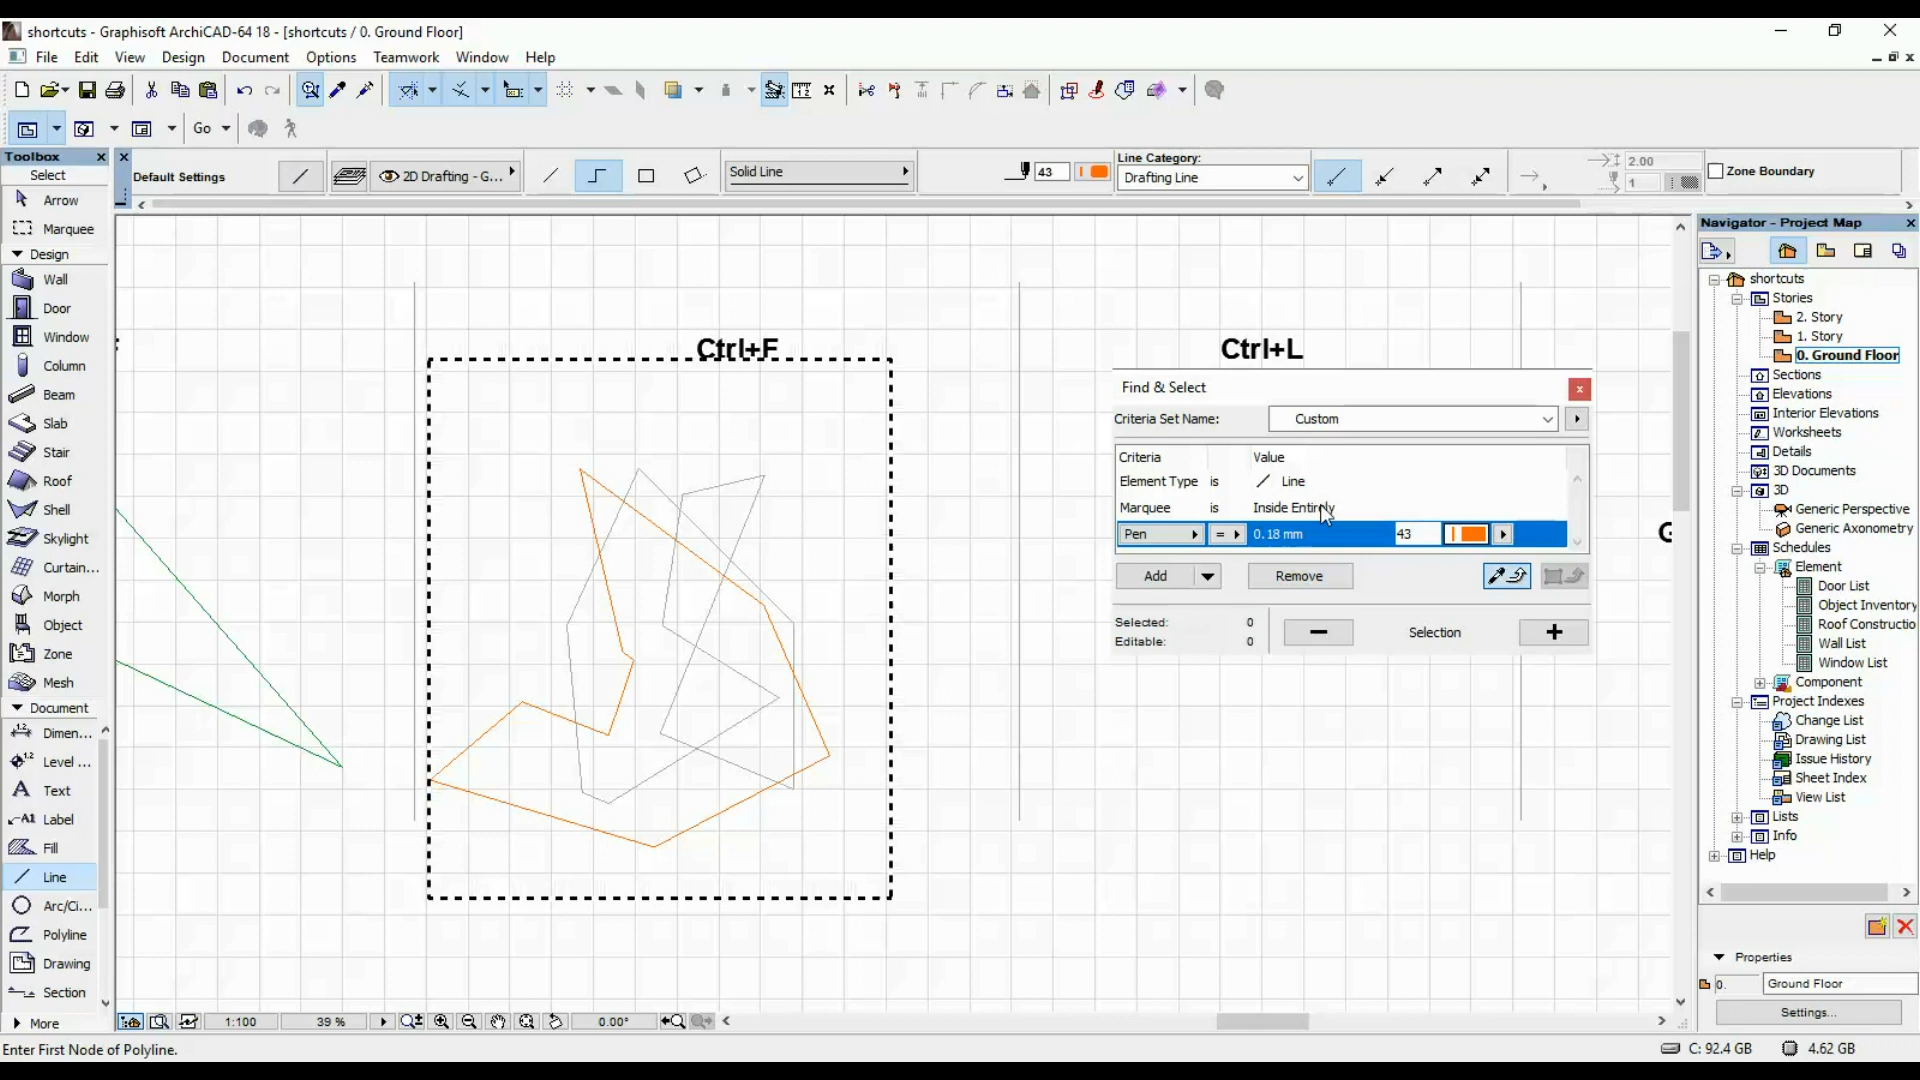 shortcuts - Graphisoft ArchiCAD-64 18 - [shortcuts / 0. Ground Floor]
File Edit View Design Document Options Teamwork Window Help
Go
Toolbox
Select
Arrow
Marquee
Design
Wall
Door
Window
Column
Beam
Slab
Stair
Roof
Shell
Skylight
Curtain...
Morph
Object
Zone
Mesh
Document
Dimen...
Level ...
Text
Label
Fill
Line
Arc/Ci...
Polyline
Drawing
Section
More
Default Settings
2D Drafting - G...
Solid Line
43
Line Category:
Drafting Line
2.00
1
Zone Boundary
Ctrl+F
Ctrl+L
Find & Select
Criteria Set Name: Custom
Criteria Value
Element Type is Line
Marquee is Inside Entirely
Pen = 0.18 mm 43
Add Remove
Selected: 0
Editable: 0
Selection
Navigator - Project Map
shortcuts
Stories
2. Story
1. Story
0. Ground Floor
Sections
Elevations
Interior Elevations
Worksheets
Details
3D Documents
3D
Generic Perspective
Generic Axonometry
Schedules
Element
Door List
Object Inventory
Roof Constructio
Wall List
Window List
Component
Project Indexes
Change List
Drawing List
Issue History
Sheet Index
View List
Lists
Info
Help
Properties
0. Ground Floor
Settings...
1:100 39 % 0.00°
Enter First Node of Polyline.
C: 92.4 GB 4.62 GB